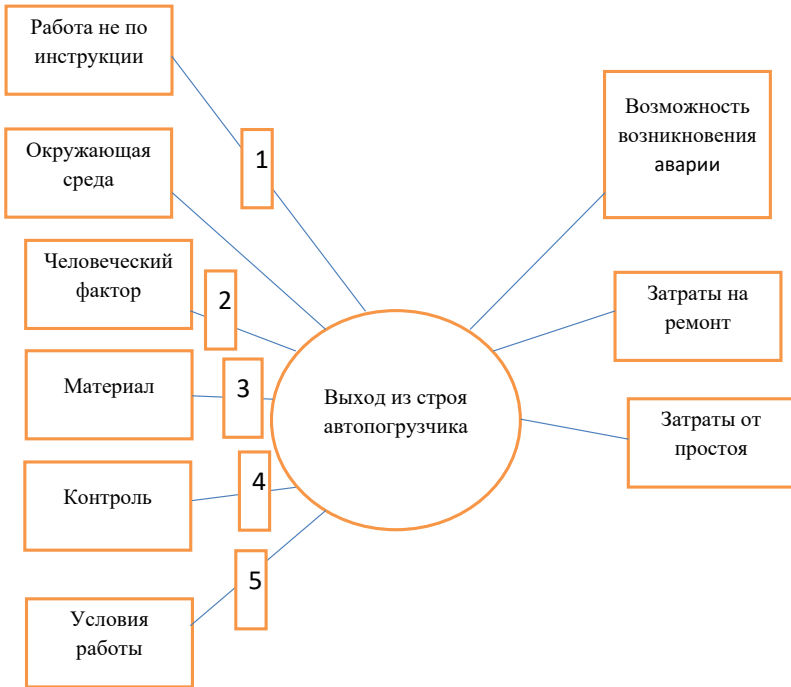 Работа не по
инструкции
1
Окружающая
среда
Человеческий
фактор
2
Материал
3
Контроль
4
Условия
работы
5
Выход из строя
автопогрузчика
Возможность
возникновения
аварии
Затраты на
ремонт
Затраты от
простоя